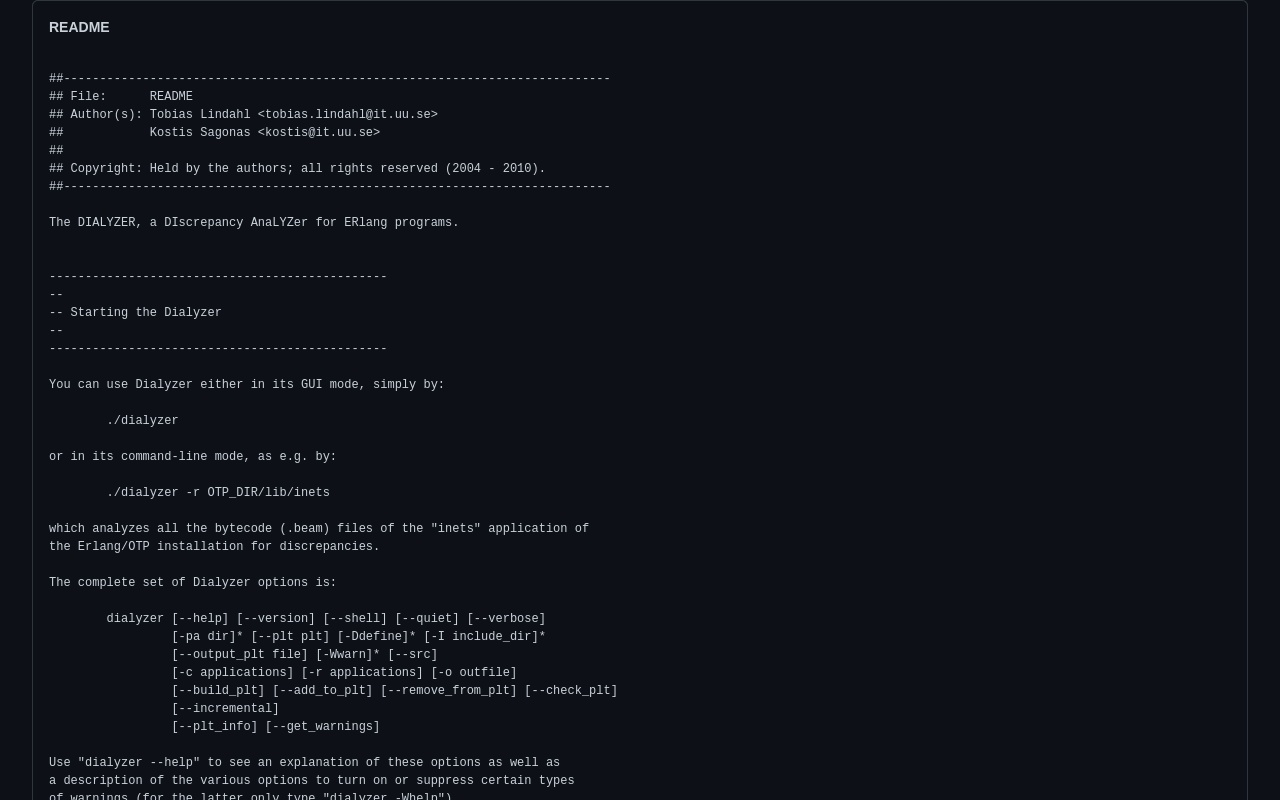 README
##----------------------------------------------------------------------------
## File:      README
## Author(s): Tobias Lindahl <tobias.lindahl@it.uu.se>
##            Kostis Sagonas <kostis@it.uu.se>
##
## Copyright: Held by the authors; all rights reserved (2004 - 2010).
##----------------------------------------------------------------------------
The DIALYZER, a DIscrepancy AnaLYZer for ERlang programs.
-----------------------------------------------
--
-- Starting the Dialyzer
--
-----------------------------------------------
You can use Dialyzer either in its GUI mode, simply by:
        ./dialyzer
or in its command-line mode, as e.g. by:
        ./dialyzer -r OTP_DIR/lib/inets
which analyzes all the bytecode (.beam) files of the "inets" application of
the Erlang/OTP installation for discrepancies.
The complete set of Dialyzer options is:
        dialyzer [--help] [--version] [--shell] [--quiet] [--verbose]
                 [-pa dir]* [--plt plt] [-Ddefine]* [-I include_dir]*
                 [--output_plt file] [-Wwarn]* [--src]
                 [-c applications] [-r applications] [-o outfile]
                 [--build_plt] [--add_to_plt] [--remove_from_plt] [--check_plt]
                 [--incremental]
                 [--plt_info] [--get_warnings]
Use "dialyzer --help" to see an explanation of these options as well as
a description of the various options to turn on or suppress certain types
of warnings (for the latter only type "dialyzer -Whelp")